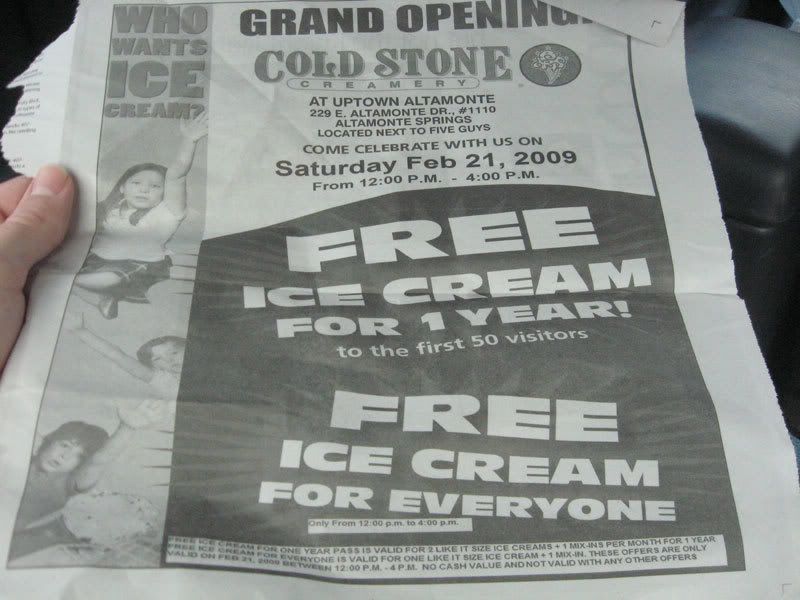 WHO
WANTS
ICE
CREAM?
GRAND OPENING
COLD STONE
CREAMERY
AT UPTOWN ALTAMONTE
229 E. ALTAMONTE DR., #1110
ALTAMONTE SPRINGS
LOCATED NEXT TO FIVE GUYS
COME CELEBRATE WITH US ON
Saturday Feb 21, 2009
From 12:00 P.M. - 4:00 P.M.
FREE
ICE CREAM
FOR 1 YEAR!
to the first 50 visitors
FREE
ICE CREAM
FOR EVERYONE
Only From 12:00 p.m. to 4:00 p.m.
FREE ICE CREAM FOR ONE YEAR PASS IS VALID FOR 2 LIKE IT SIZE ICE CREAMS + 1 MIX-INS PER MONTH FOR 1 YEAR
FREE ICE CREAM FOR EVERYONE IS VALID FOR ONE LIKE IT SIZE ICE CREAM + 1 MIX-IN. THESE OFFERS ARE ONLY
VALID ON FEB 21, 2009 BETWEEN 12:00 P.M. - 4 P.M. NO CASH VALUE AND NOT VALID WITH ANY OTHER OFFERS